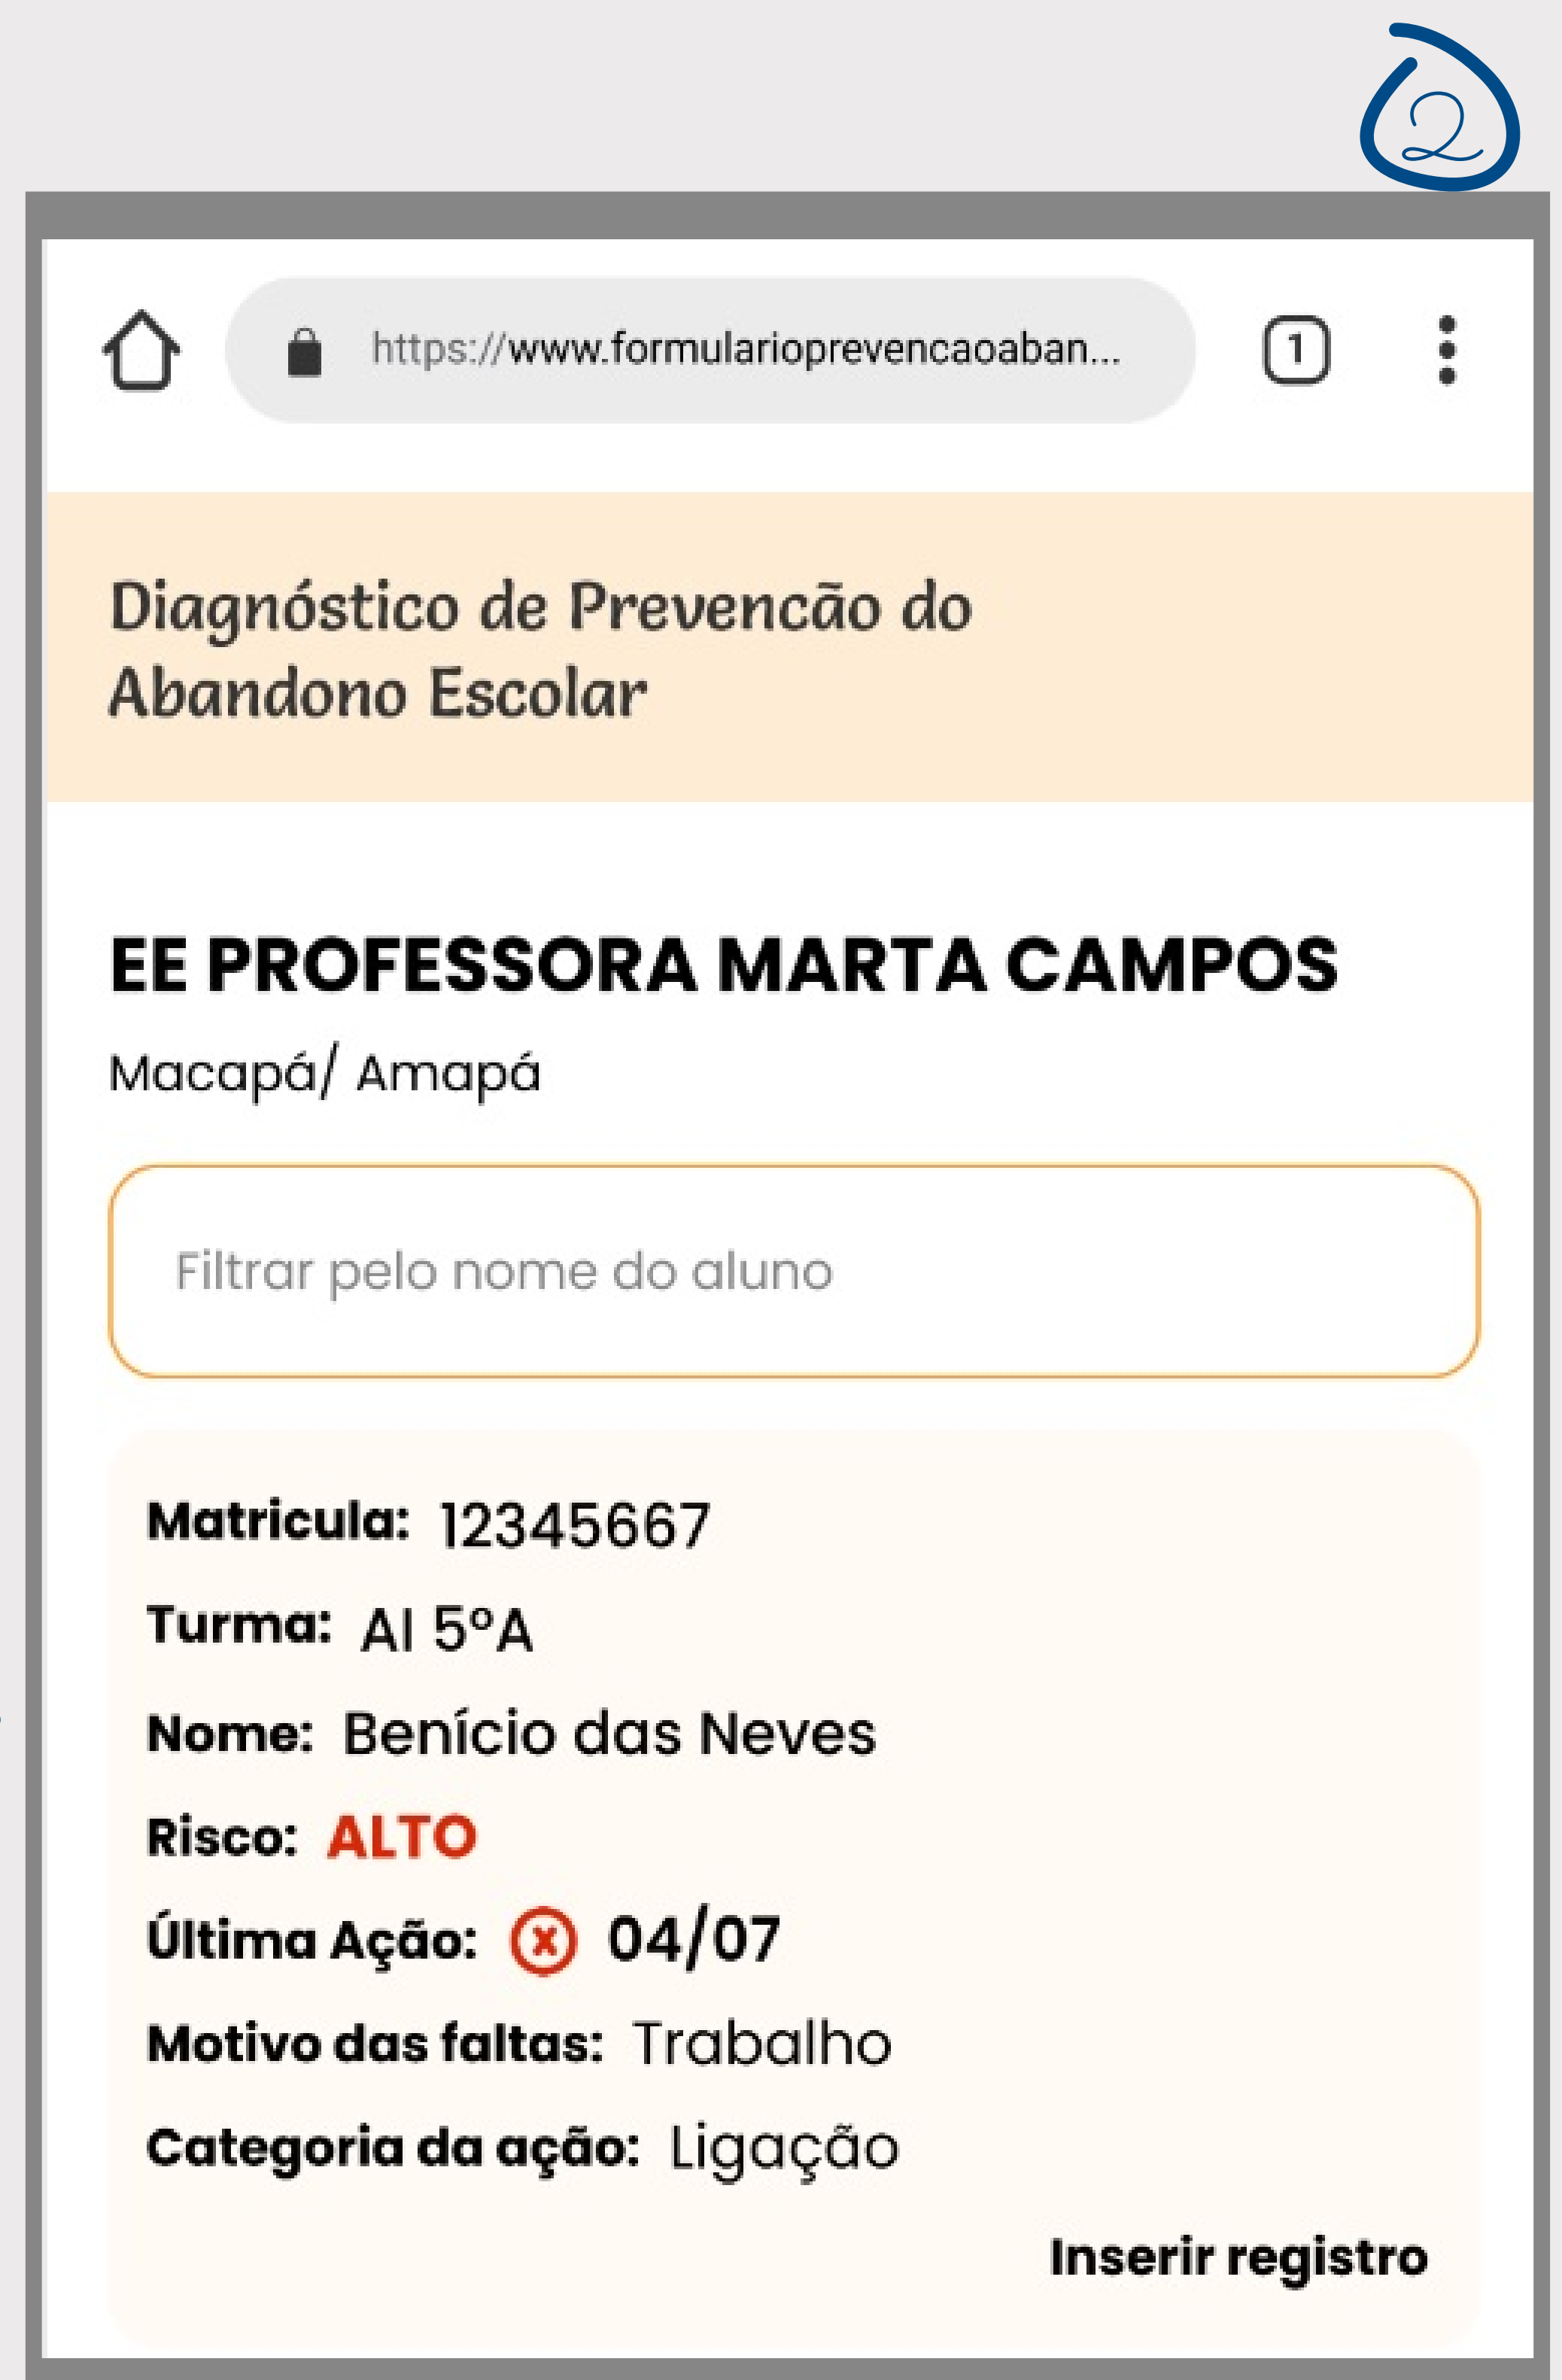 2
https://www.formularioprevencaoaban...
1
Diagnóstico de Prevencão do
Abandono Escolar
EE PROFESSORA MARTA CAMPOS
Macapá/ Amapá
Filtrar pelo nome do aluno
Matricula: 12345667
Turma: AI 5ºA
Nome: Benício das Neves
Risco: ALTO
Última Ação: 04/07
Motivo das faltas: Trabalho
Categoria da ação: Ligação
Inserir registro